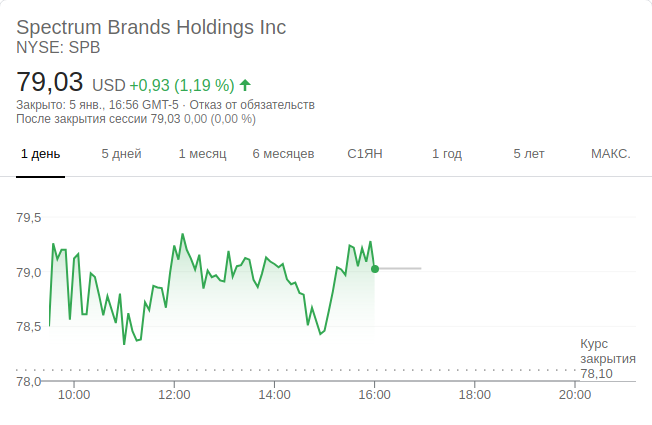 Spectrum Brands Holdings Inc
NYSE: SPB
79,03 USD +0,93 (1,19 %)
Закрыто: 5 янв., 16:56 GMT-5 · Отказ от обязательств
После закрытия сессии 79,03 0,00 (0,00 %)
1 день 5 дней 1 месяц 6 месяцев С1ЯН 1 год 5 лет МАКС.
79,5
79,0
78,5
Курс
закрытия
78,10
78,0
10:00 12:00 14:00 16:00 18:00 20:00